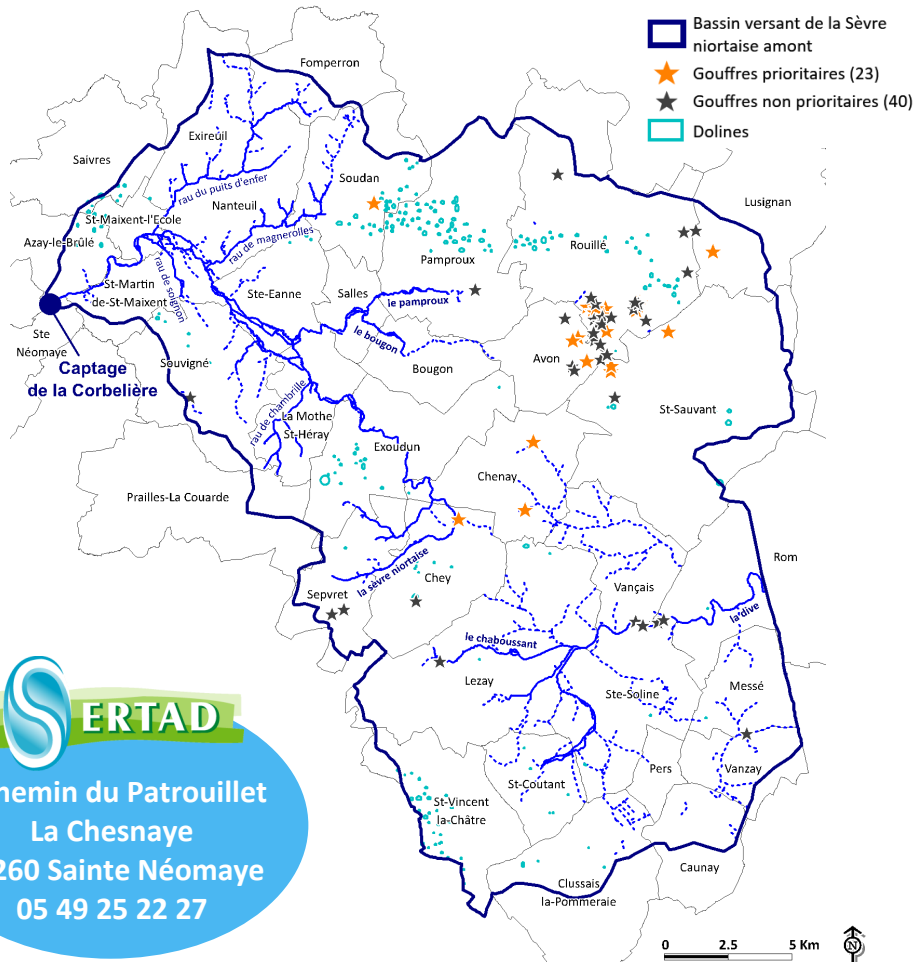 Bassin versant de la Sèvre
niortaise amont
Gouffres prioritaires (23)
Gouffres non prioritaires (40)
Dolines
Fomperron
Exireuil
Saivres
Soudan
rau du puits d'enfer
Nanteuil
Lusignan
St-Maixent-l'Ecole
rau de magnerolles
Azay-le-Brûlé
Rouillé
Pamproux
St-Martin
de-St-Maixent
rau de soignon
Ste-Eanne
Salles
le pamproux
Ste
Néomaye
le bougon
Captage
de la Corbelière
Souvigné
Bougon
Avon
St-Sauvant
rau de chambrille
La Mothe
St-Héray
Exoudun
Chenay
Prailles-La Couarde
Rom
la sèvre niortaise
Chey
Vançais
Sepvret
la dive
le chaboussant
Lezay
Ste-Soline
Messé
SERTAD
Pers
Vanzay
St-Coutant
St-Vincent
la-Châtre
hemin du Patrouillet
La Chesnaye
260 Sainte Néomaye
05 49 25 22 27
Caunay
Clussais
la-Pommeraie
0 2.5 5 Km
N